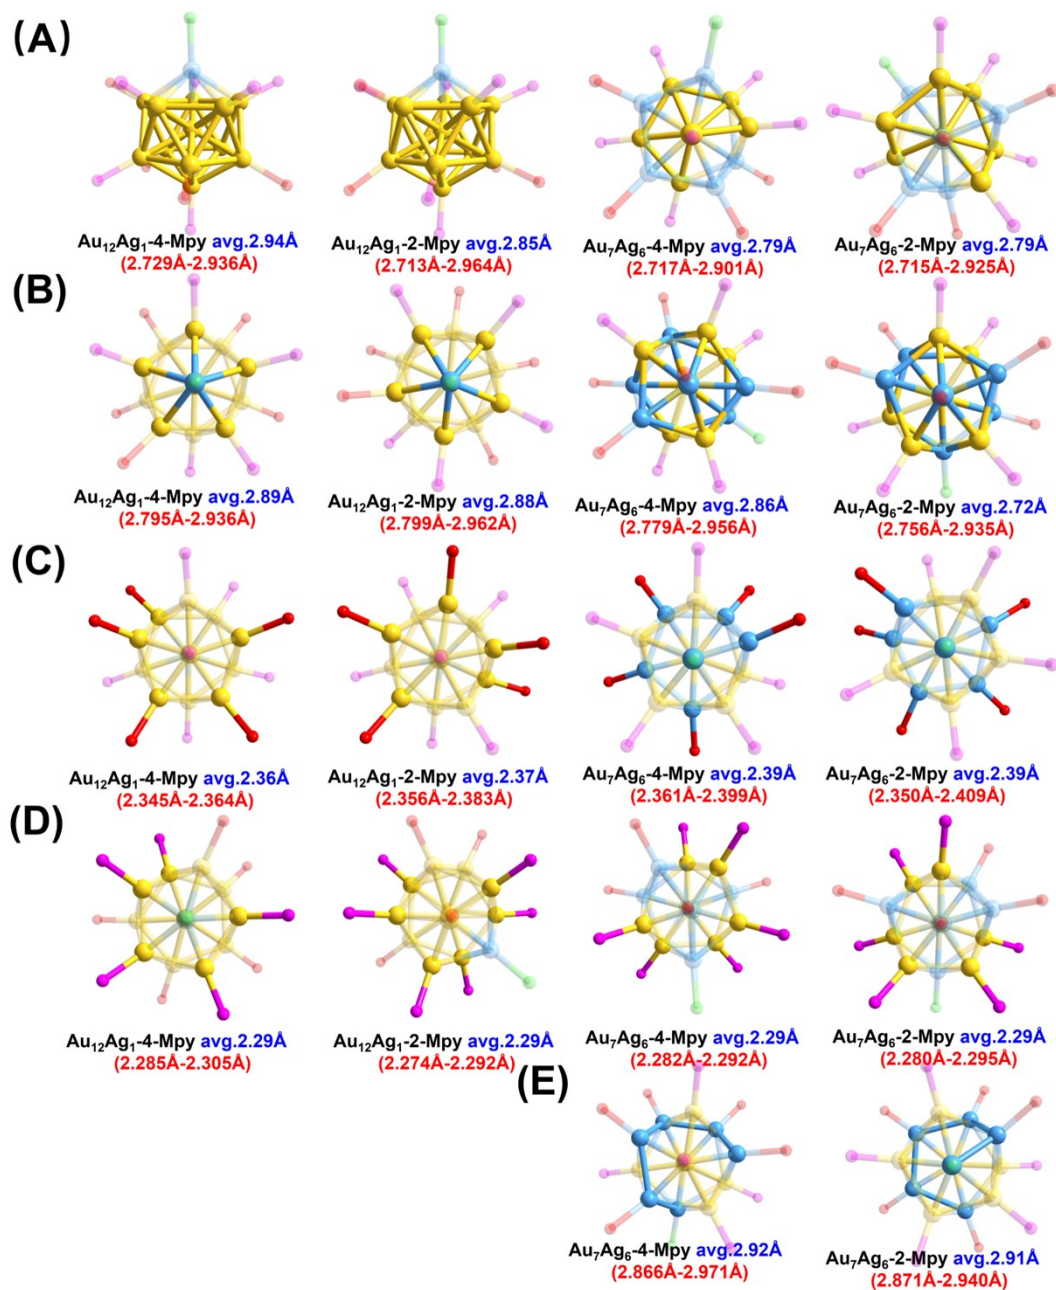 (A)
Au₁₂Ag₁-4-Mpy avg.2.94Å
(2.729Å-2.936Å)
Au₁₂Ag₁-2-Mpy avg.2.85Å
(2.713Å-2.964Å)
Au₇Ag₆-4-Mpy avg.2.79Å
(2.717Å-2.901Å)
Au₇Ag₆-2-Mpy avg.2.79Å
(2.715Å-2.925Å)
(B)
Au₁₂Ag₁-4-Mpy avg.2.89Å
(2.795Å-2.936Å)
Au₁₂Ag₁-2-Mpy avg.2.88Å
(2.799Å-2.962Å)
Au₇Ag₆-4-Mpy avg.2.86Å
(2.779Å-2.956Å)
Au₇Ag₆-2-Mpy avg.2.72Å
(2.756Å-2.935Å)
(C)
Au₁₂Ag₁-4-Mpy avg.2.36Å
(2.345Å-2.364Å)
Au₁₂Ag₁-2-Mpy avg.2.37Å
(2.356Å-2.383Å)
Au₇Ag₆-4-Mpy avg.2.39Å
(2.361Å-2.399Å)
Au₇Ag₆-2-Mpy avg.2.39Å
(2.350Å-2.409Å)
(D)
Au₁₂Ag₁-4-Mpy avg.2.29Å
(2.285Å-2.305Å)
Au₁₂Ag₁-2-Mpy avg.2.29Å
(2.274Å-2.292Å)
Au₇Ag₆-4-Mpy avg.2.29Å
(2.282Å-2.292Å)
Au₇Ag₆-2-Mpy avg.2.29Å
(2.280Å-2.295Å)
(E)
Au₇Ag₆-4-Mpy avg.2.92Å
(2.866Å-2.971Å)
Au₇Ag₆-2-Mpy avg.2.91Å
(2.871Å-2.940Å)